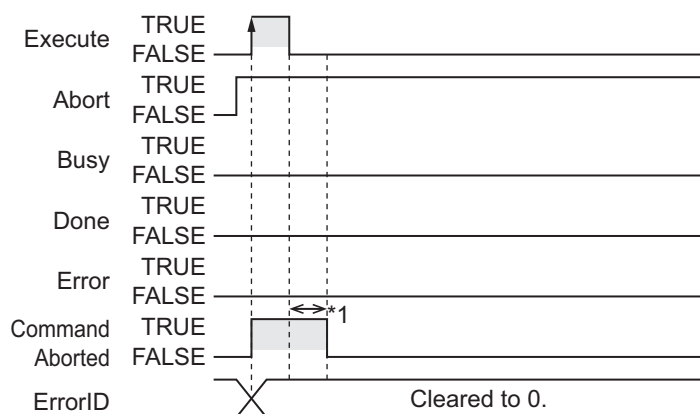 Execute TRUE
FALSE
Abort TRUE
FALSE
Busy TRUE
FALSE
Done TRUE
FALSE
Error TRUE
FALSE
*1
Command TRUE
Aborted FALSE
ErrorID Cleared to 0.